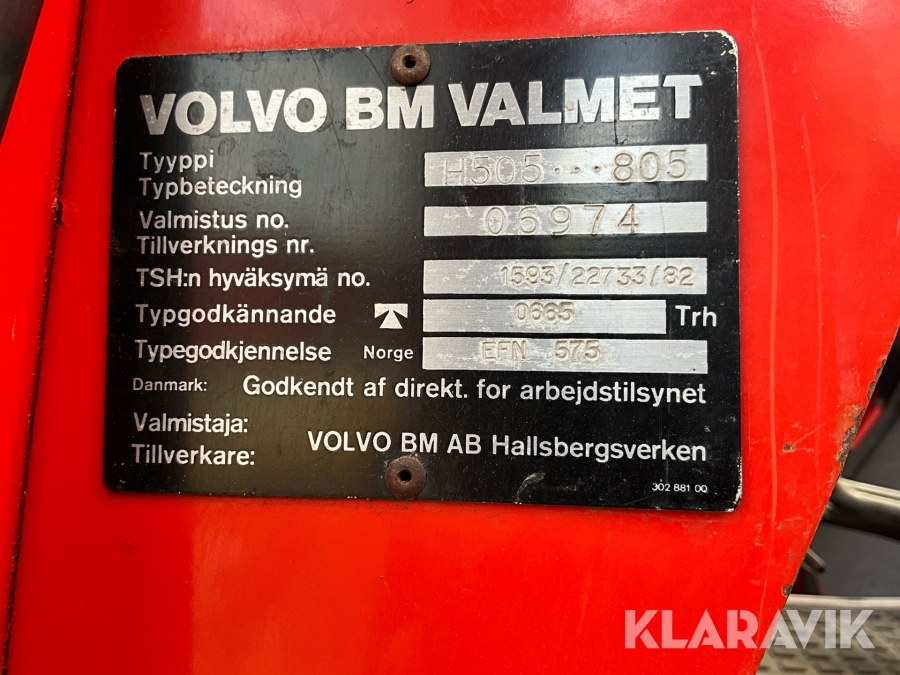 VOLVO BM VALMET
Tyyppi
Typbeteckning
H505···805
Valmistus no.
Tillverknings nr.
06974
TSH:n hyväksymä no. 1593/22733/82
Typgodkännande 0665 Trh
Typegodkjennelse Norge EFN 575
Danmark: Godkendt af direkt. for arbejdstilsynet
Valmistaja:
Tillverkare:
VOLVO BM AB Hallsbergsverken
302 881 00
KLARAVIK